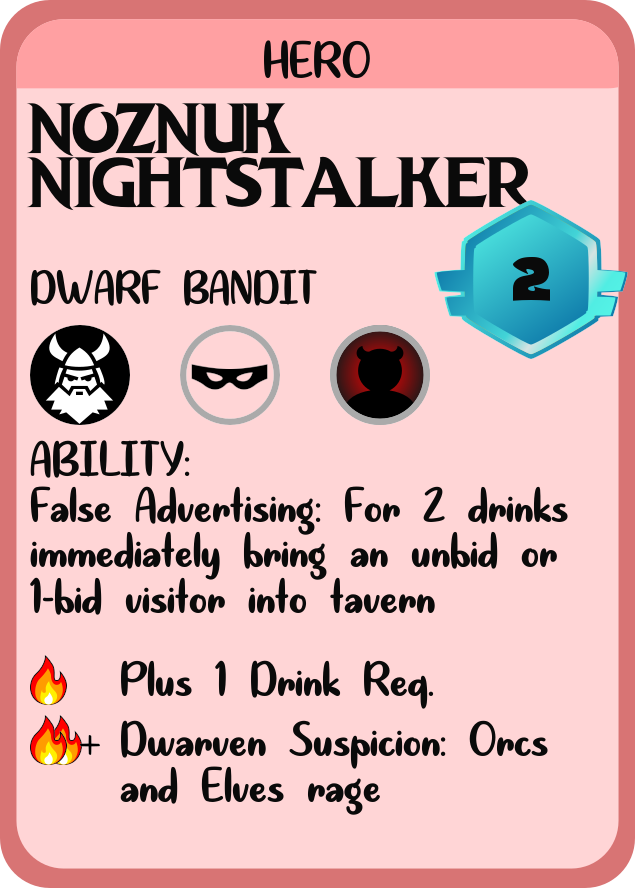 HERO
NOZNUK
NIGHTSTALKER
2
DWARF BANDIT
ABILITY:
False Advertising: For 2 drinks
immediately bring an unbid or
1-bid visitor into tavern
Plus 1 Drink Req.
+ Dwarven Suspicion: Orcs
and Elves rage